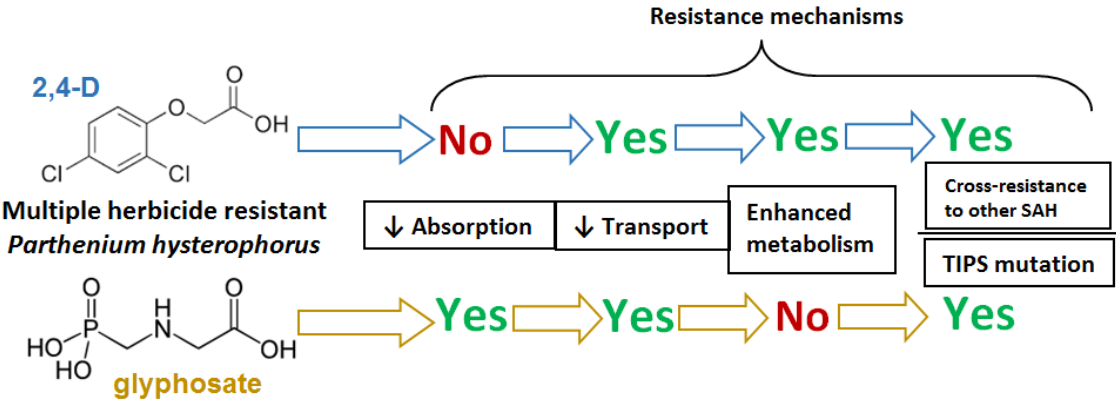 Resistance mechanisms
2,4-D
O
O
OH
Cl
Cl
No
Yes
Yes
Yes
Multiple herbicide resistant
Parthenium hysterophorus
↓ Absorption
↓ Transport
Enhanced
metabolism
Cross-resistance
to other SAH
TIPS mutation
O
P
HO
HO
H
N
O
OH
glyphosate
Yes
Yes
No
Yes